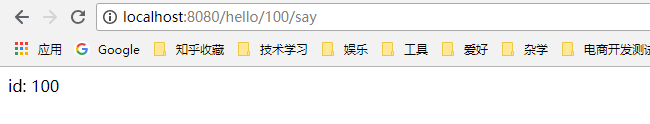 localhost:8080/hello/100/say
应用 Google 知乎收藏 技术学习 娱乐 工具 爱好 杂学 电商开发测试
id: 100